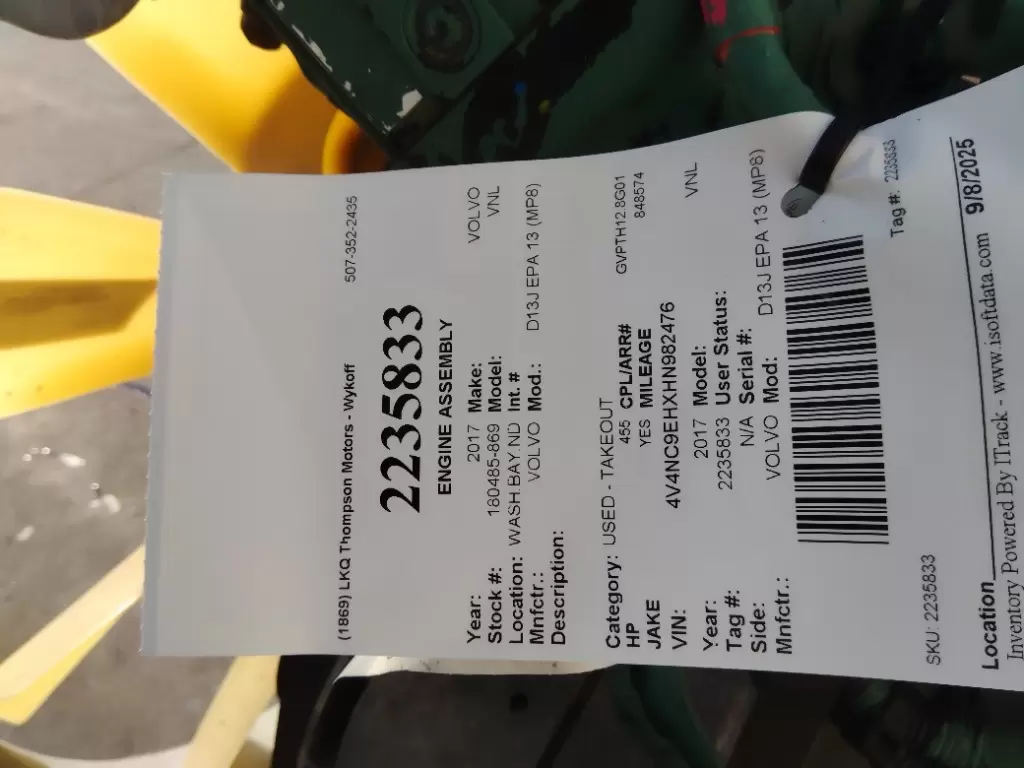 (1869) LKQ Thompson Motors - Wykoff 507-352-2435
2235833
ENGINE ASSEMBLY
Year: 2017 Make: VOLVO
Stock #: 180485-869 Model: VNL
Location: WASH.BAY.ND Int. #
Mnfctr.: VOLVO Mod.: D13J EPA 13 (MP8)
Description:
Category: USED - TAKEOUT
HP 455 CPL/ARR# GVPTH12.8G01
JAKE YES MILEAGE 848574
VIN: 4V4NC9EHXHN982476
Year: 2017 Model: VNL
Tag #: 2235833 User Status:
Side: N/A Serial #:
Mnfctr.: VOLVO Mod: D13J EPA 13 (MP8)
Tag #: 2235833
SKU: 2235833
Location 9/8/2025
Inventory Powered By ITrack - www.isoftdata.com